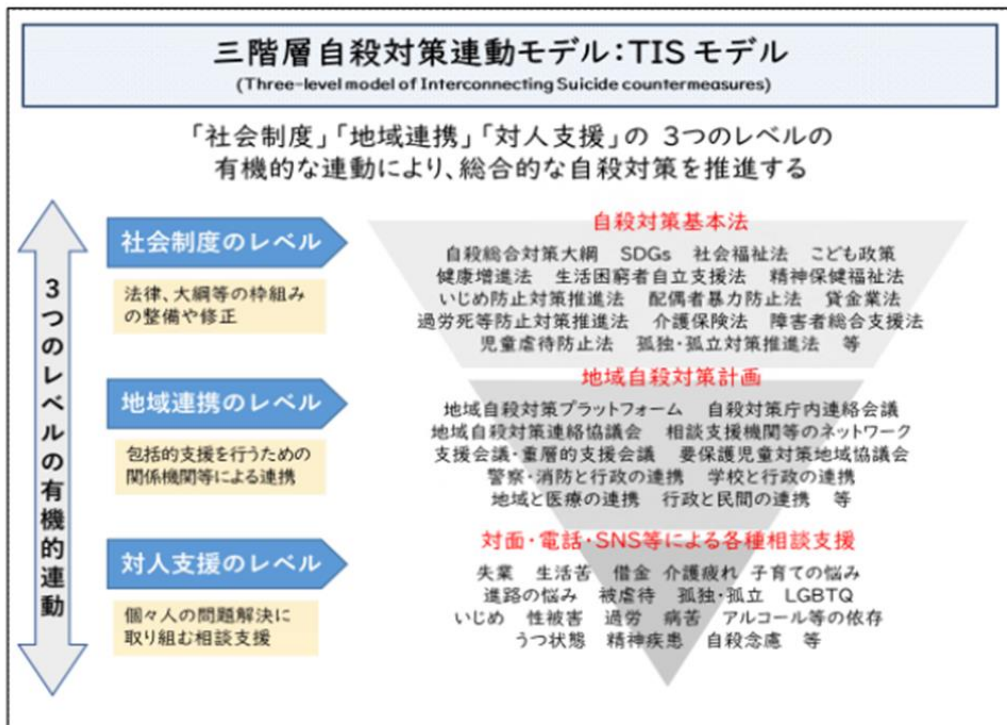 三階層自殺対策連動モデル：TISモデル
(Three-level model of Interconnecting Suicide countermeasures)
「社会制度」「地域連携」「対人支援」の 3つのレベルの
有機的な連動により、総合的な自殺対策を推進する
3つのレベルの有機的連動
社会制度のレベル
法律、大綱等の枠組み
の整備や修正
自殺対策基本法
自殺総合対策大綱 SDGs 社会福祉法 こども政策
健康増進法 生活困窮者自立支援法 精神保健福祉法
いじめ防止対策推進法 配偶者暴力防止法 貸金業法
過労死等防止対策推進法 介護保険法 障害者総合支援法
児童虐待防止法 孤独・孤立対策推進法 等
地域連携のレベル
包括的支援を行うための
関係機関等による連携
地域自殺対策計画
地域自殺対策プラットフォーム 自殺対策庁内連絡会議
地域自殺対策連絡協議会 相談支援機関等のネットワーク
支援会議・重層的支援会議 要保護児童対策地域協議会
警察・消防と行政の連携 学校と行政の連携
地域と医療の連携 行政と民間の連携 等
対人支援のレベル
個々人の問題解決に
取り組む相談支援
対面・電話・SNS等による各種相談支援
失業 生活苦 借金 介護疲れ 子育ての悩み
進路の悩み 被虐待 孤独・孤立 LGBTQ
いじめ 性被害 過労 病苦 アルコール等の依存
うつ状態 精神疾患 自殺念慮 等